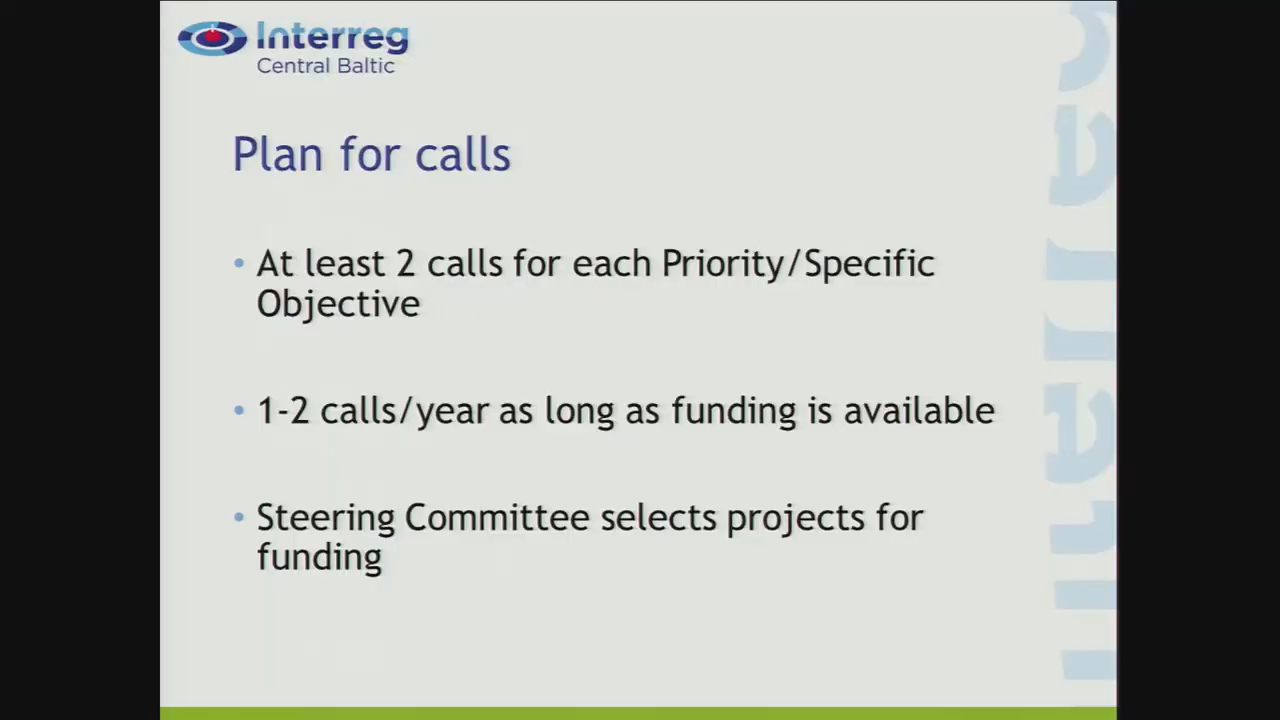 Interreg
Central Baltic
Plan for calls
• At least 2 calls for each Priority/Specific
Objective
• 1-2 calls/year as long as funding is available
• Steering Committee selects projects for
funding